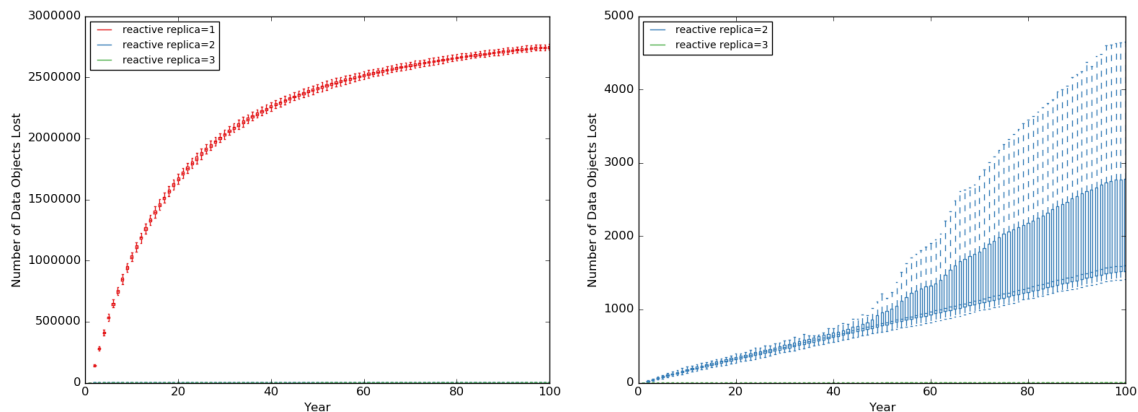 3000000
2500000
2000000
1500000
1000000
500000
0
Number of Data Objects Lost
reactive replica=1
reactive replica=2
reactive replica=3
0 20 40 60 80 100
Year
5000
4000
3000
2000
1000
0
Number of Data Objects Lost
reactive replica=2
reactive replica=3
0 20 40 60 80 100
Year